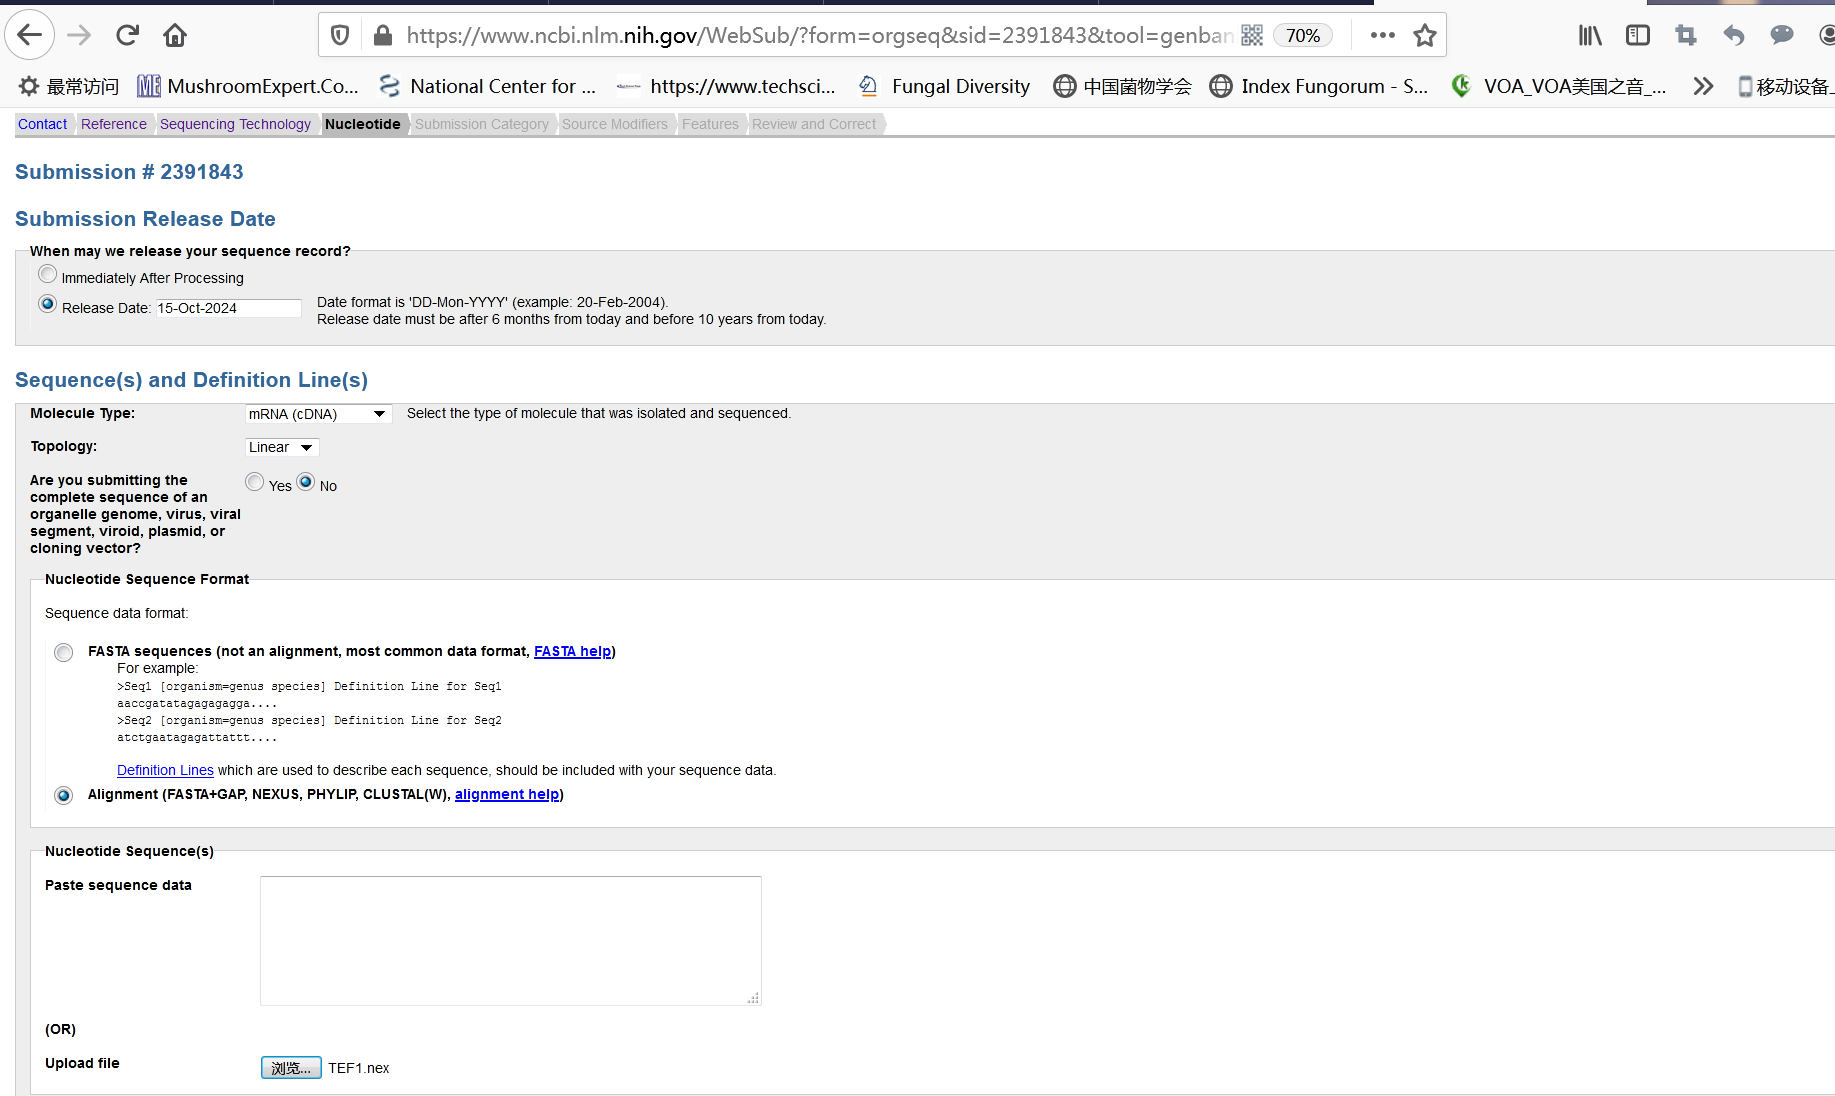 https://www.ncbi.nlm.nih.gov/WebSub/?form=orgseq&sid=2391843&tool=genban 70%
最常访问 MushroomExpert.Co... National Center for ... https://www.techsci... Fungal Diversity 中国菌物学会 Index Fungorum - S... VOA_VOA美国之音_... 移动设备
Contact Reference Sequencing Technology Nucleotide Submission Category Source Modifiers Features Review and Correct
Submission # 2391843
Submission Release Date
When may we release your sequence record?
Immediately After Processing
Release Date: 15-Oct-2024
Date format is 'DD-Mon-YYYY' (example: 20-Feb-2004).
Release date must be after 6 months from today and before 10 years from today.
Sequence(s) and Definition Line(s)
Molecule Type: mRNA (cDNA) Select the type of molecule that was isolated and sequenced.
Topology: Linear
Are you submitting the
complete sequence of an
organelle genome, virus, viral
segment, viroid, plasmid, or
cloning vector?
Yes No
Nucleotide Sequence Format
Sequence data format:
FASTA sequences (not an alignment, most common data format, FASTA help)
For example:
>Seq1 [organism=genus species] Definition Line for Seq1
aaccgatatagagagagga....
>Seq2 [organism=genus species] Definition Line for Seq2
atctgaatagagattattt....
Definition Lines which are used to describe each sequence, should be included with your sequence data.
Alignment (FASTA+GAP, NEXUS, PHYLIP, CLUSTAL(W), alignment help)
Nucleotide Sequence(s)
Paste sequence data
(OR)
Upload file 浏览... TEF1.nex